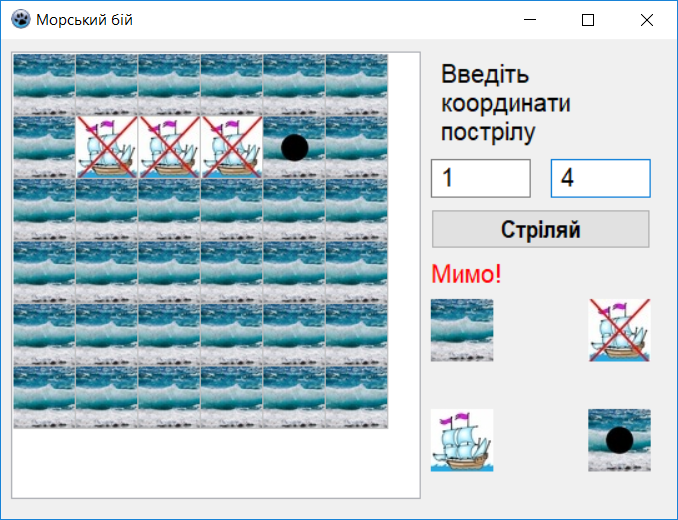 Морський бій
Введіть
координати
пострілу
1 4
Стріляй
Мимо!